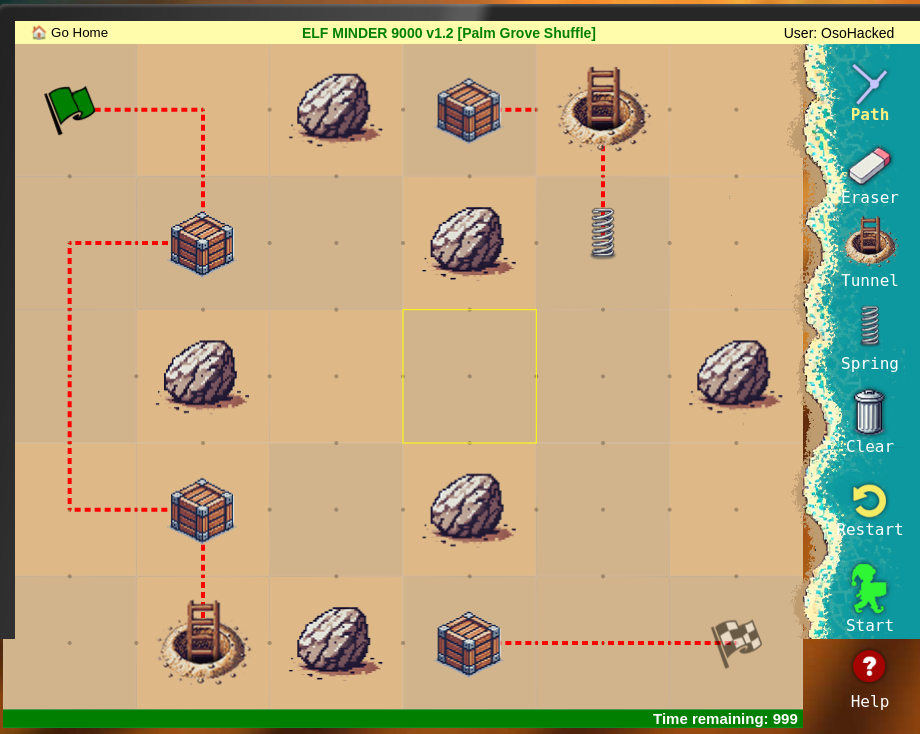 🏠 Go Home
ELF MINDER 9000 v1.2 [Palm Grove Shuffle]
User: OsoHacked
Path
Eraser
Tunnel
Spring
Clear
Restart
Start
?
Help
Time remaining: 999